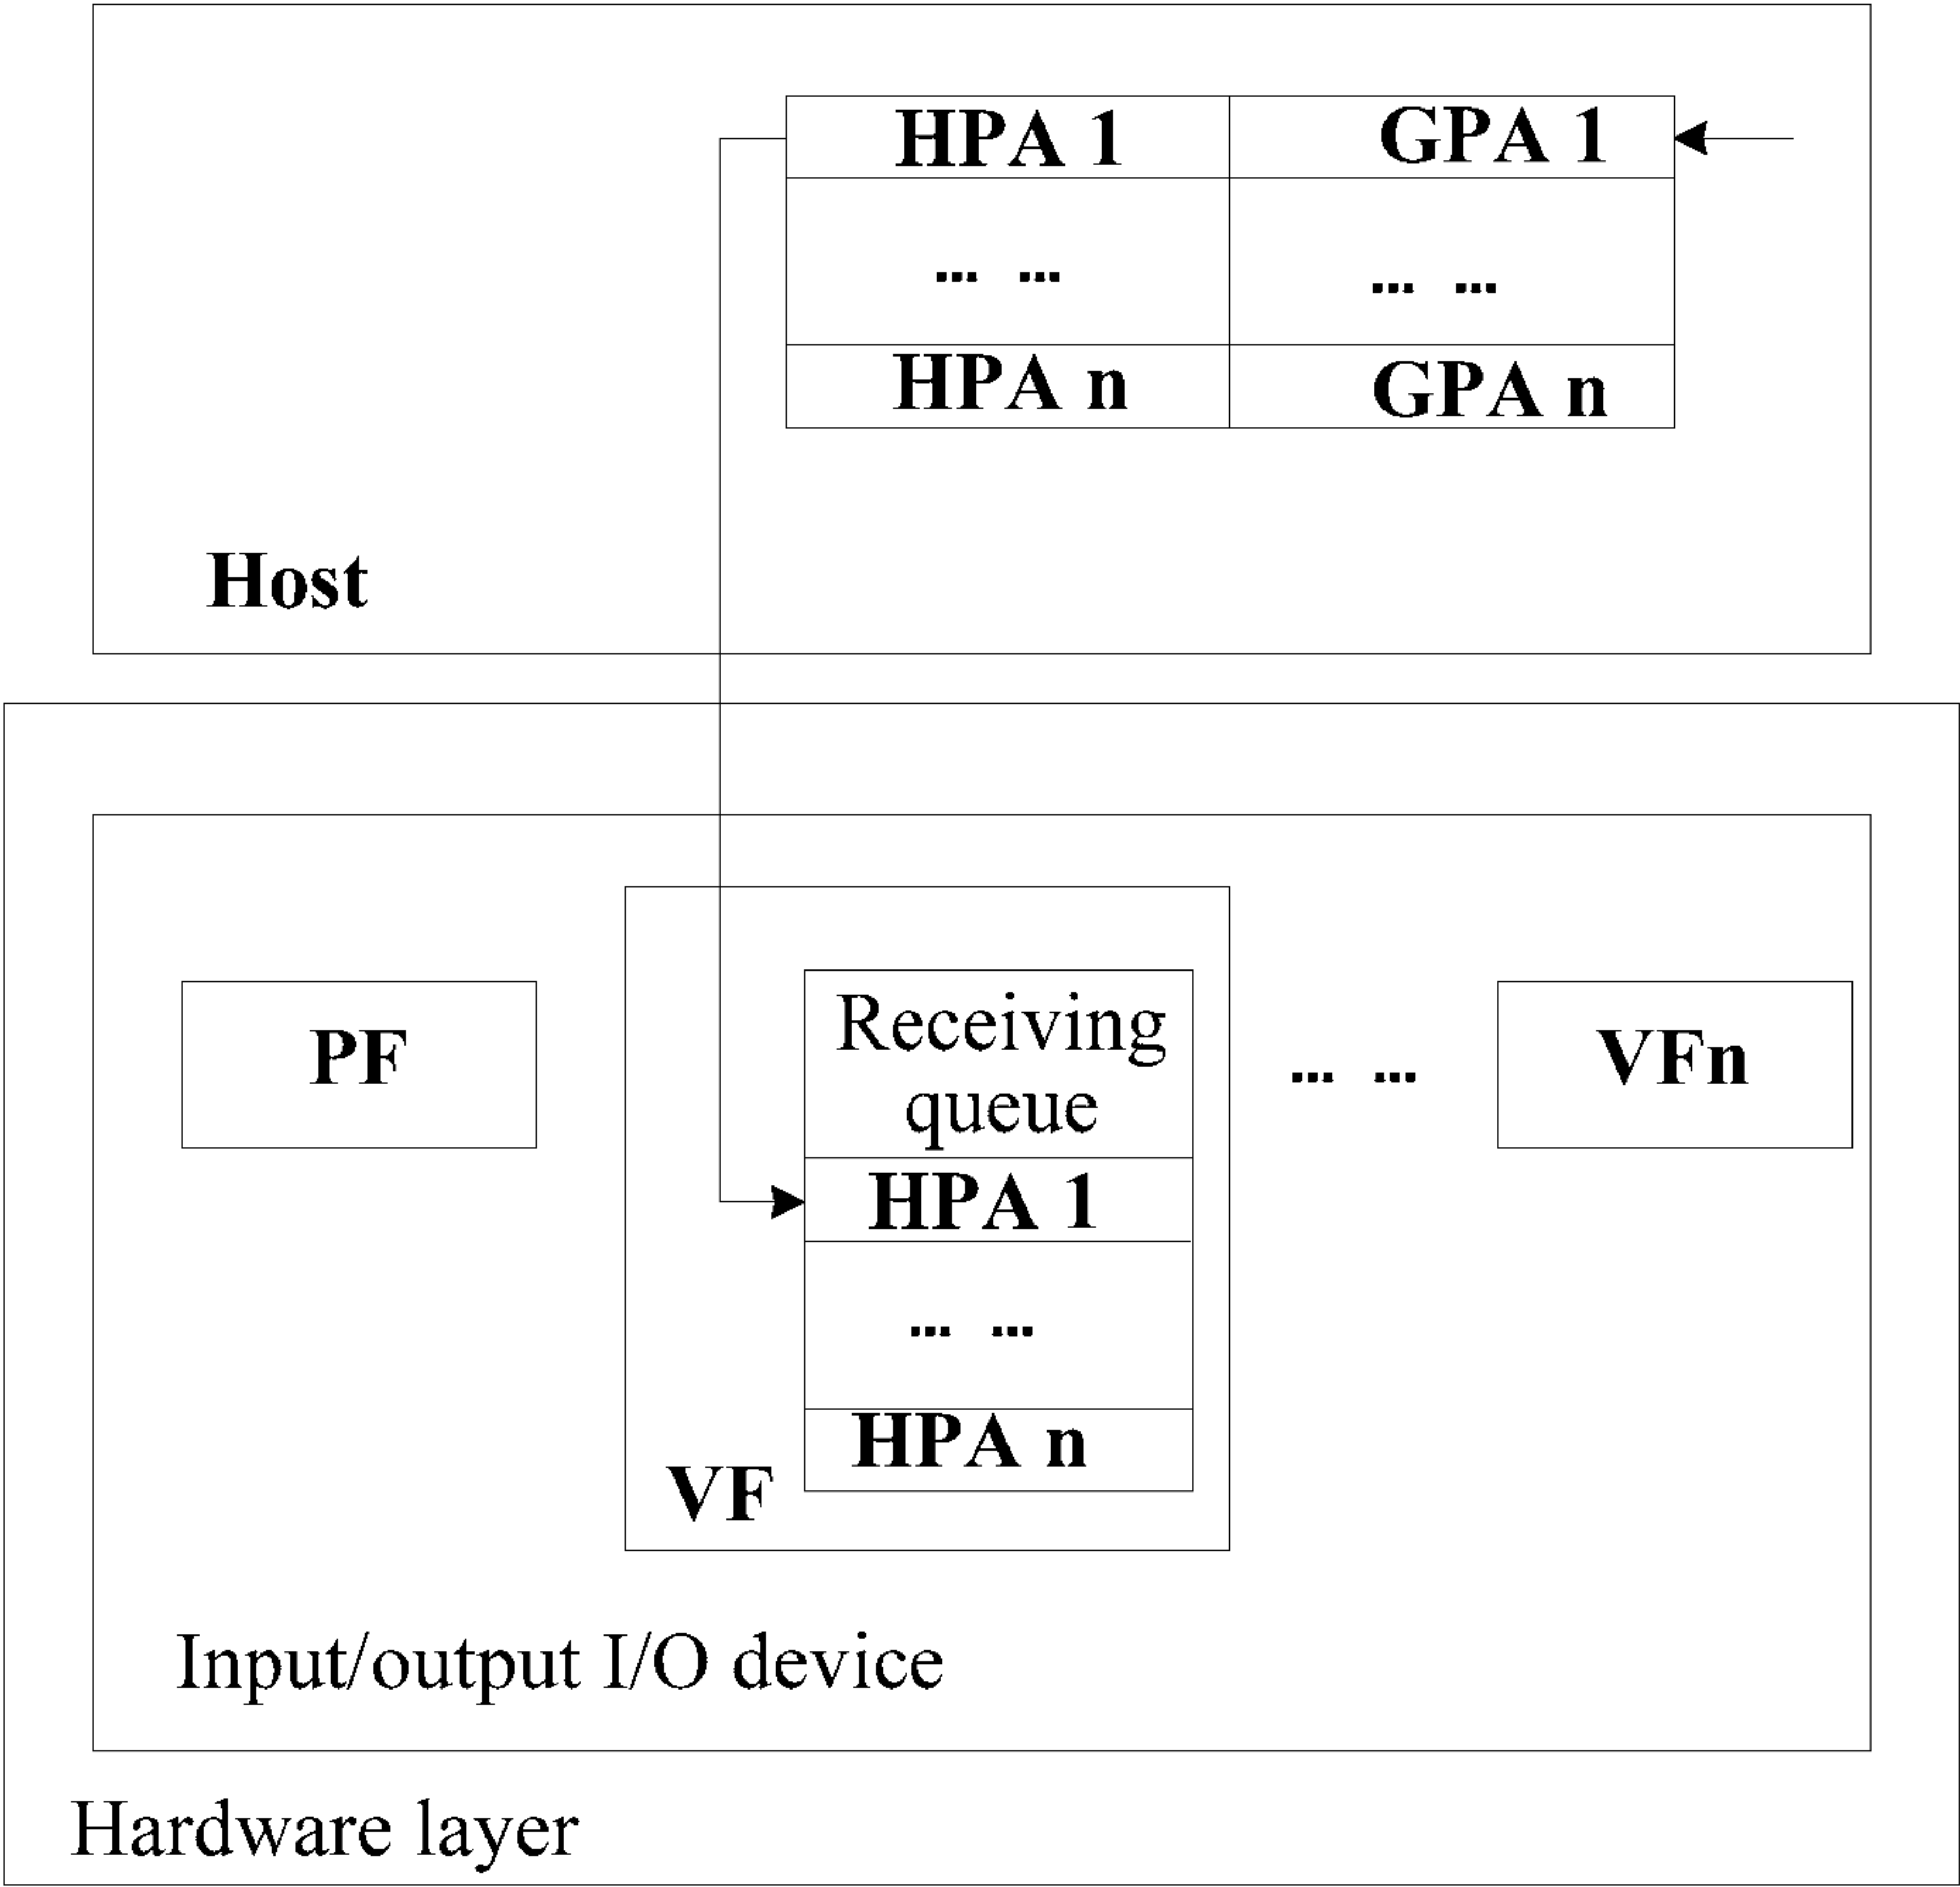 HPA 1 GPA 1
... ... ... ...
HPA n GPA n
Host
Receiving
queue
PF ... ... VFn
HPA 1
... ...
HPA n
VF
Input/output I/O device
Hardware layer